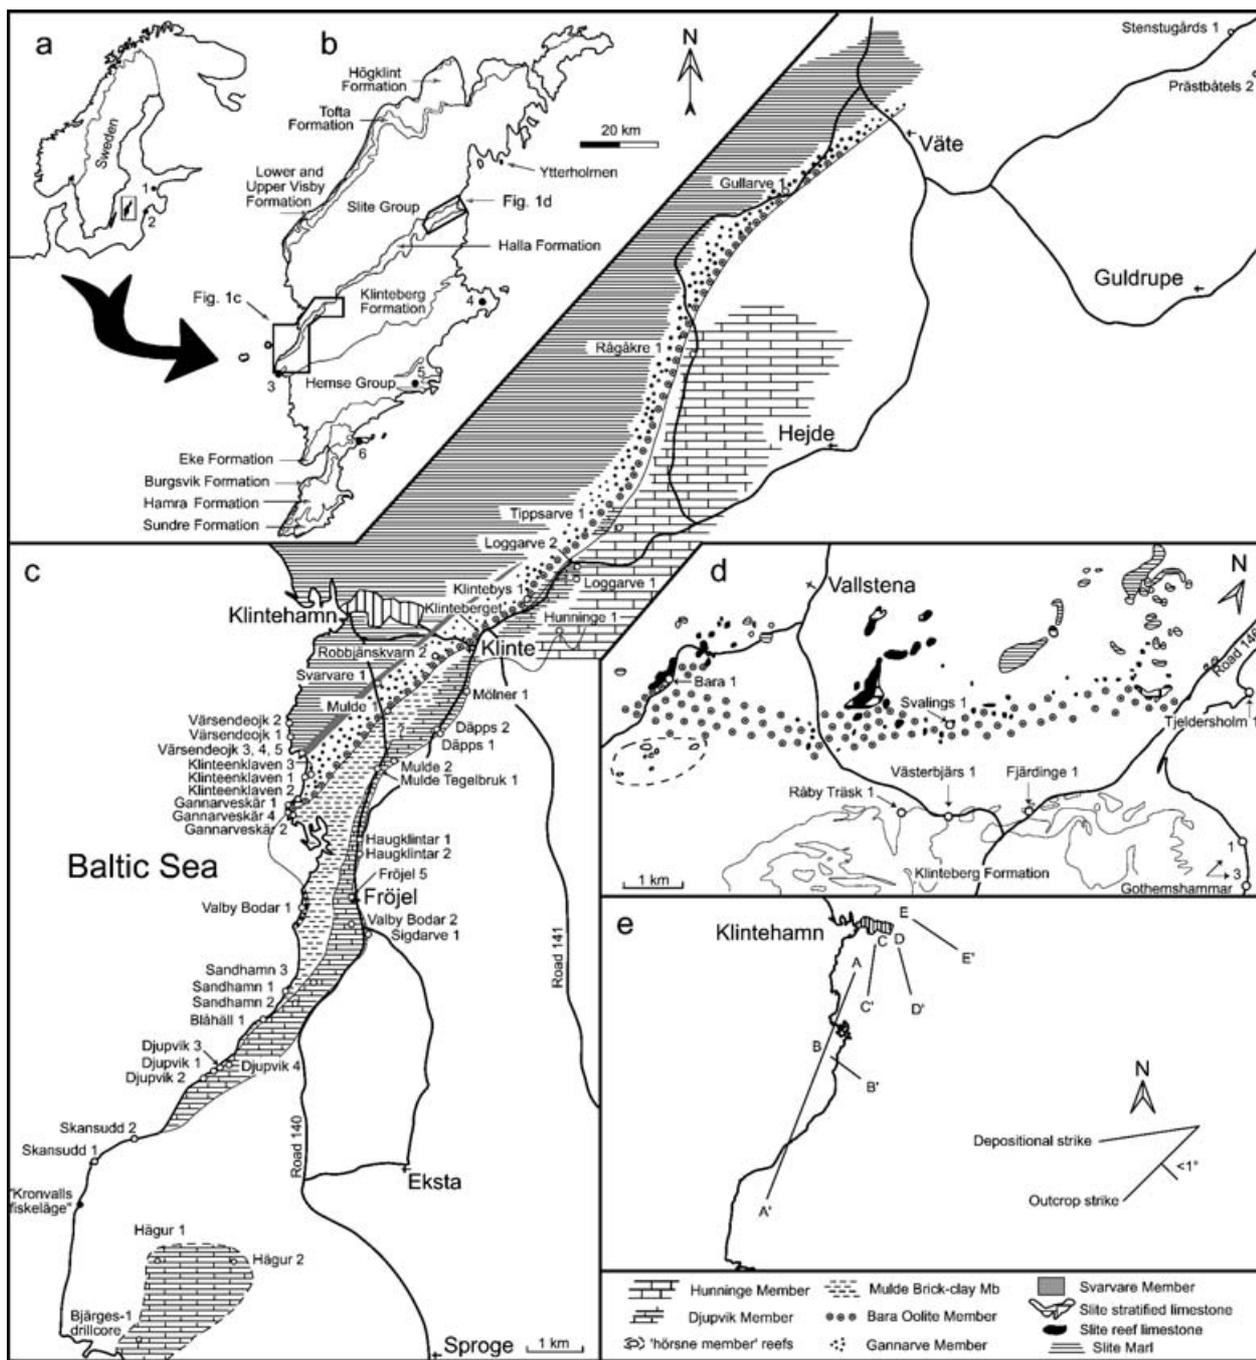 a
Sweden
1
2
b
Högklint
Formation
Tofta
Formation
Lower and
Upper Visby
Formation
Slite Group
Ytterholmen
Fig. 1d
Halla Formation
Klinteberg
Formation
Fig. 1c
4
3
Hemse Group
5
6
Eke Formation
Burgsvik Formation
Hamra Formation
Sundre Formation
20 km
N
Stenstugårds 1
Prästbåtels 2
Väte
Gullarve 1
Guldrupe
Rågåkre 1
Hejde
Tippsarve 1
Loggarve 2
Loggarve 1
Klintebys 1
Klinteberget
Hunninge 1
c
Klintehamn
Klinte
Robbjänskvarn 2
Svarvare 1
Mölner 1
Mulde 1
?
Däpps 2
Däpps 1
Värsendeojk 2
Värsendeojk 1
Värsendeojk 3, 4, 5
Klinteenklaven 3
Klinteenklaven 1
Klinteenklaven 2
Mulde 2
Mulde Tegelbruk 1
Gannarveskär 1
Gannarveskär 4
Gannarveskär 2
Haugklintar 1
Haugklintar 2
Baltic Sea
Fröjel 5
Fröjel
Valby Bodar 1
Valby Bodar 2
Sigdarve 1
Road 141
Sandhamn 3
Sandhamn 1
Sandhamn 2
Blåhäll 1
Djupvik 3
Djupvik 1
Djupvik 4
Djupvik 2
Skansudd 2
Skansudd 1
Road 140
Eksta
"Kronvalls
fiskeläge"
Hägur 1
Hägur 2
Bjärges-1
drillcore
Sproge
1 km
d
Vallstena
N
Road 146
Bara 1
Svalings 1
Tjeldersholm 1
Västerbjärs 1
Fjärdinge 1
Råby Träsk 1
1
3
Klinteberg Formation
Gothemshammar
1 km
e
Klintehamn
E
C
D
E'
A
C'
D'
B
B'
A'
N
Depositional strike
<1°
Outcrop strike
Hunninge Member
Mulde Brick-clay Mb
Svarvare Member
Djupvik Member
Bara Oolite Member
Slite stratified limestone
'hörsne member' reefs
Gannarve Member
Slite reef limestone
Slite Marl